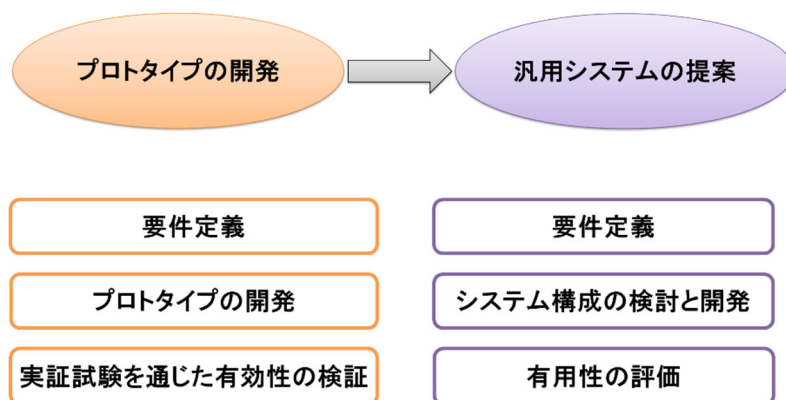 プロトタイプの開発
汎用システムの提案
要件定義
プロトタイプの開発
実証試験を通じた有効性の検証
要件定義
システム構成の検討と開発
有用性の評価